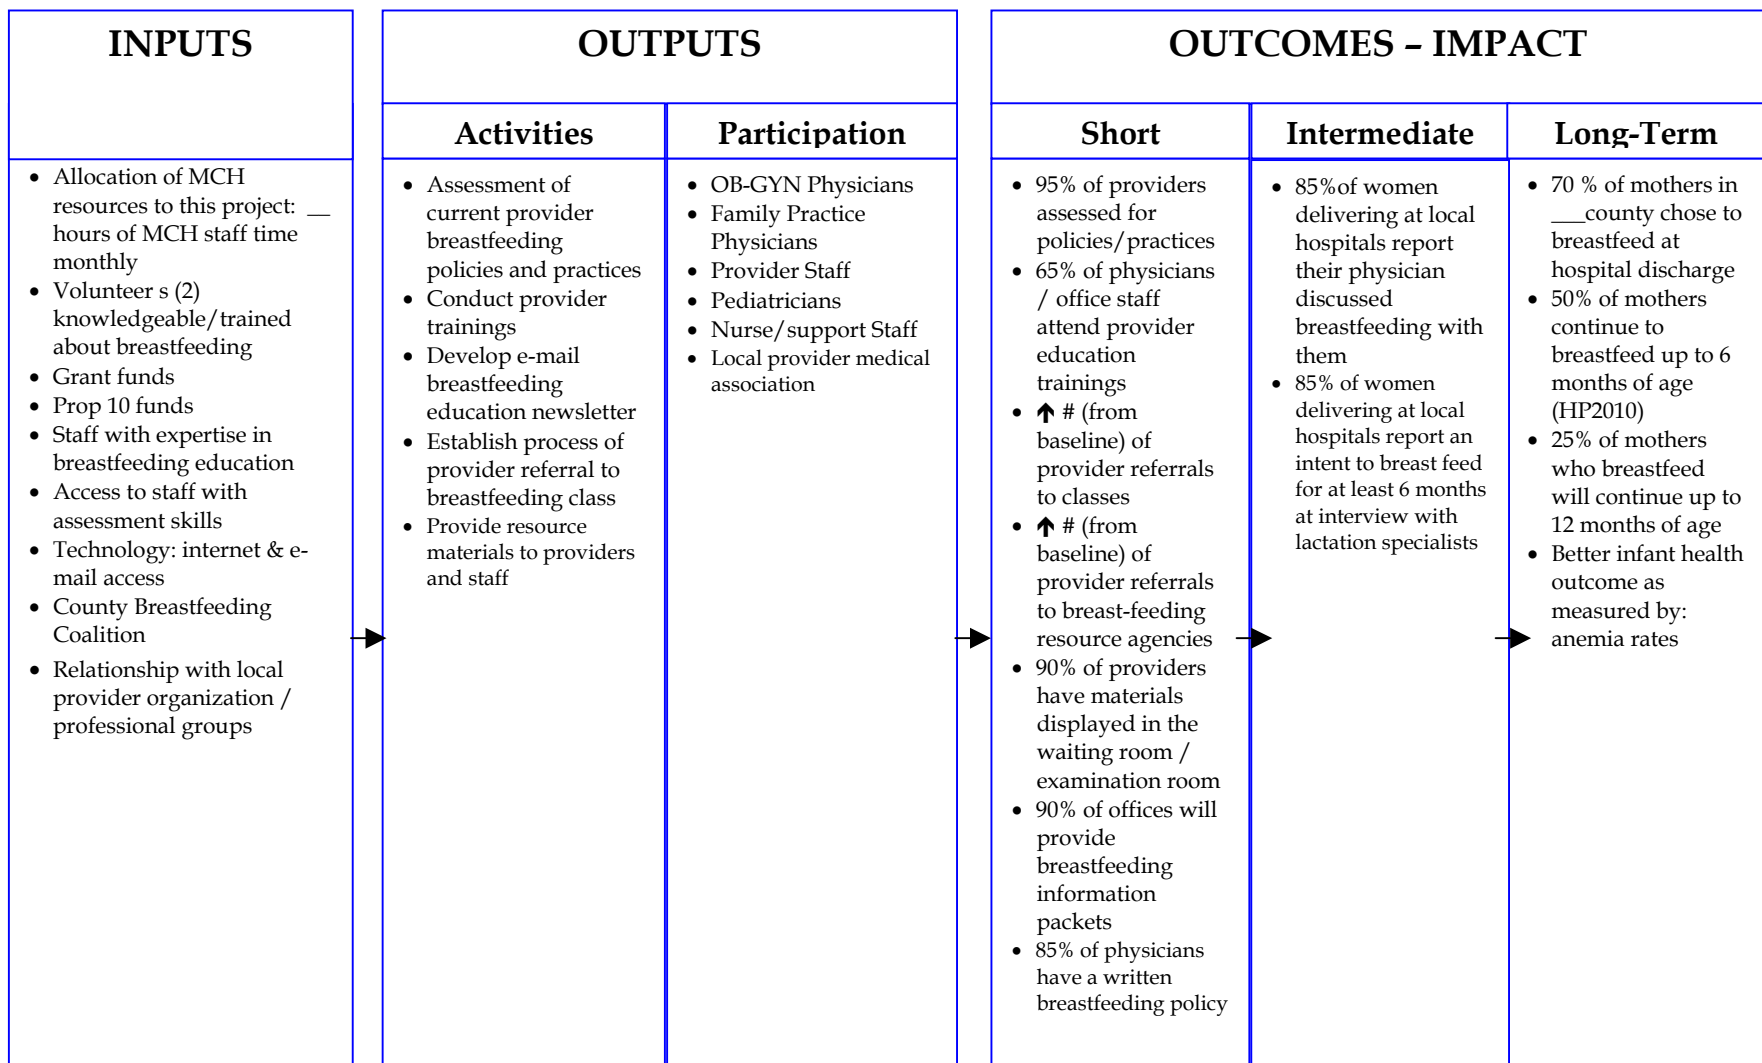 INPUTS
• Allocation of MCH
resources to this project: __
hours of MCH staff time
monthly
• Volunteer s (2)
knowledgeable/trained
about breastfeeding
• Grant funds
• Prop 10 funds
• Staff with expertise in
breastfeeding education
• Access to staff with
assessment skills
• Technology: internet & e-
mail access
• County Breastfeeding
Coalition
• Relationship with local
provider organization /
professional groups
OUTPUTS
Activities
• Assessment of
current provider
breastfeeding
policies and practices
• Conduct provider
trainings
• Develop e-mail
breastfeeding
education newsletter
• Establish process of
provider referral to
breastfeeding class
• Provide resource
materials to providers
and staff
Participation
• OB-GYN Physicians
• Family Practice
Physicians
• Provider Staff
• Pediatricians
• Nurse/support Staff
• Local provider medical
association
OUTCOMES – IMPACT
Short
• 95% of providers
assessed for
policies/practices
• 65% of physicians
/ office staff
attend provider
education
trainings
• ↑ # (from
baseline) of
provider referrals
to classes
• ↑ # (from
baseline) of
provider referrals
to breast-feeding
resource agencies
• 90% of providers
have materials
displayed in the
waiting room /
examination room
• 90% of offices will
provide
breastfeeding
information
packets
• 85% of physicians
have a written
breastfeeding policy
Intermediate
• 85%of women
delivering at local
hospitals report
their physician
discussed
breastfeeding with
them
• 85% of women
delivering at local
hospitals report an
intent to breast feed
for at least 6 months
at interview with
lactation specialists
Long-Term
• 70 % of mothers in
___county chose to
breastfeed at
hospital discharge
• 50% of mothers
continue to
breastfeed up to 6
months of age
(HP2010)
• 25% of mothers
who breastfeed
will continue up to
12 months of age
• Better infant health
outcome as
measured by:
anemia rates